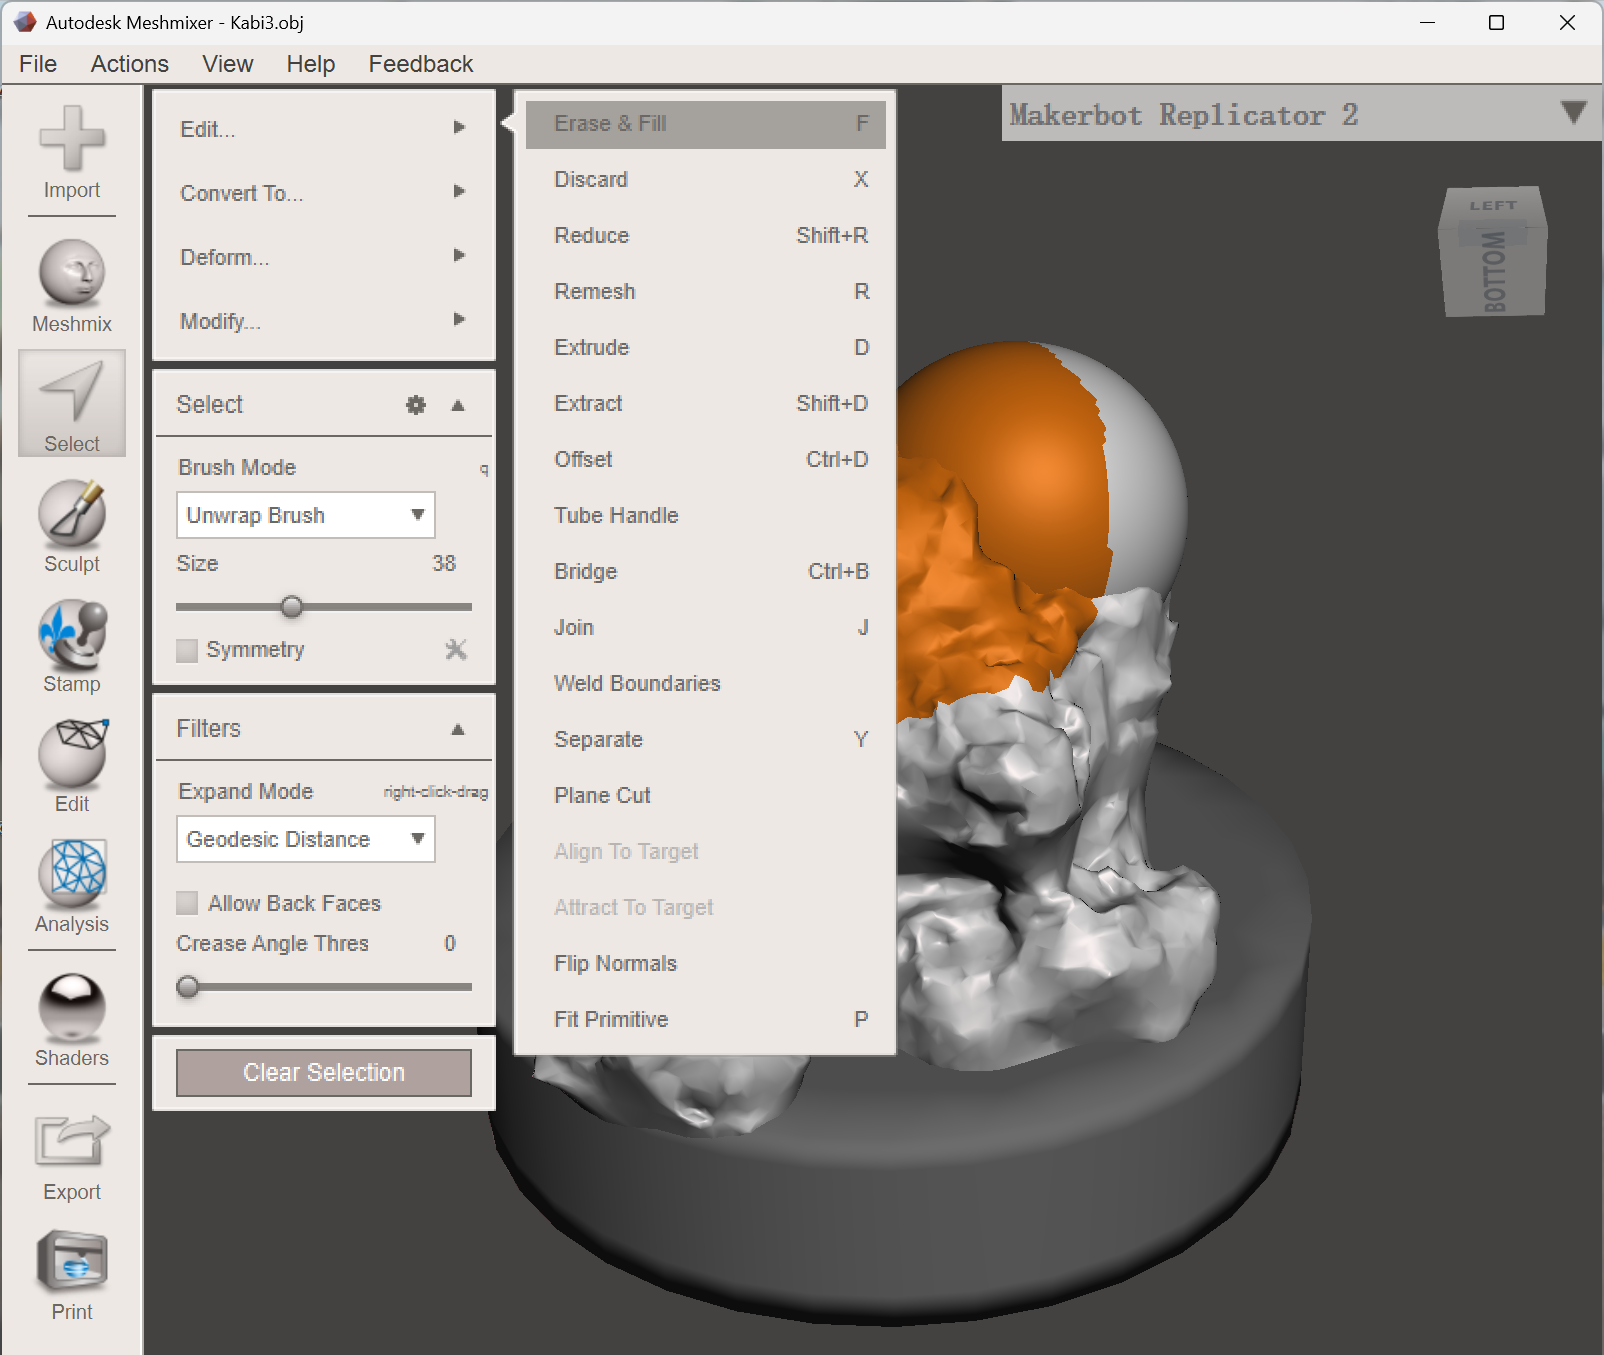 Autodesk Meshmixer - Kabi3.obj
File Actions View Help Feedback
Import
Meshmix
Select
Sculpt
Stamp
Edit
Analysis
Shaders
Export
Print
Edit...
Convert To...
Deform...
Modify...
Select
Brush Mode q
Unwrap Brush
Size 38
Symmetry
Filters
Expand Mode right-click-drag
Geodesic Distance
Allow Back Faces
Crease Angle Thres 0
Clear Selection
Erase & Fill F
Discard X
Reduce Shift+R
Remesh R
Extrude D
Extract Shift+D
Offset Ctrl+D
Tube Handle
Bridge Ctrl+B
Join J
Weld Boundaries
Separate Y
Plane Cut
Align To Target
Attract To Target
Flip Normals
Fit Primitive P
Makerbot Replicator 2
LEFT
BOTTOM